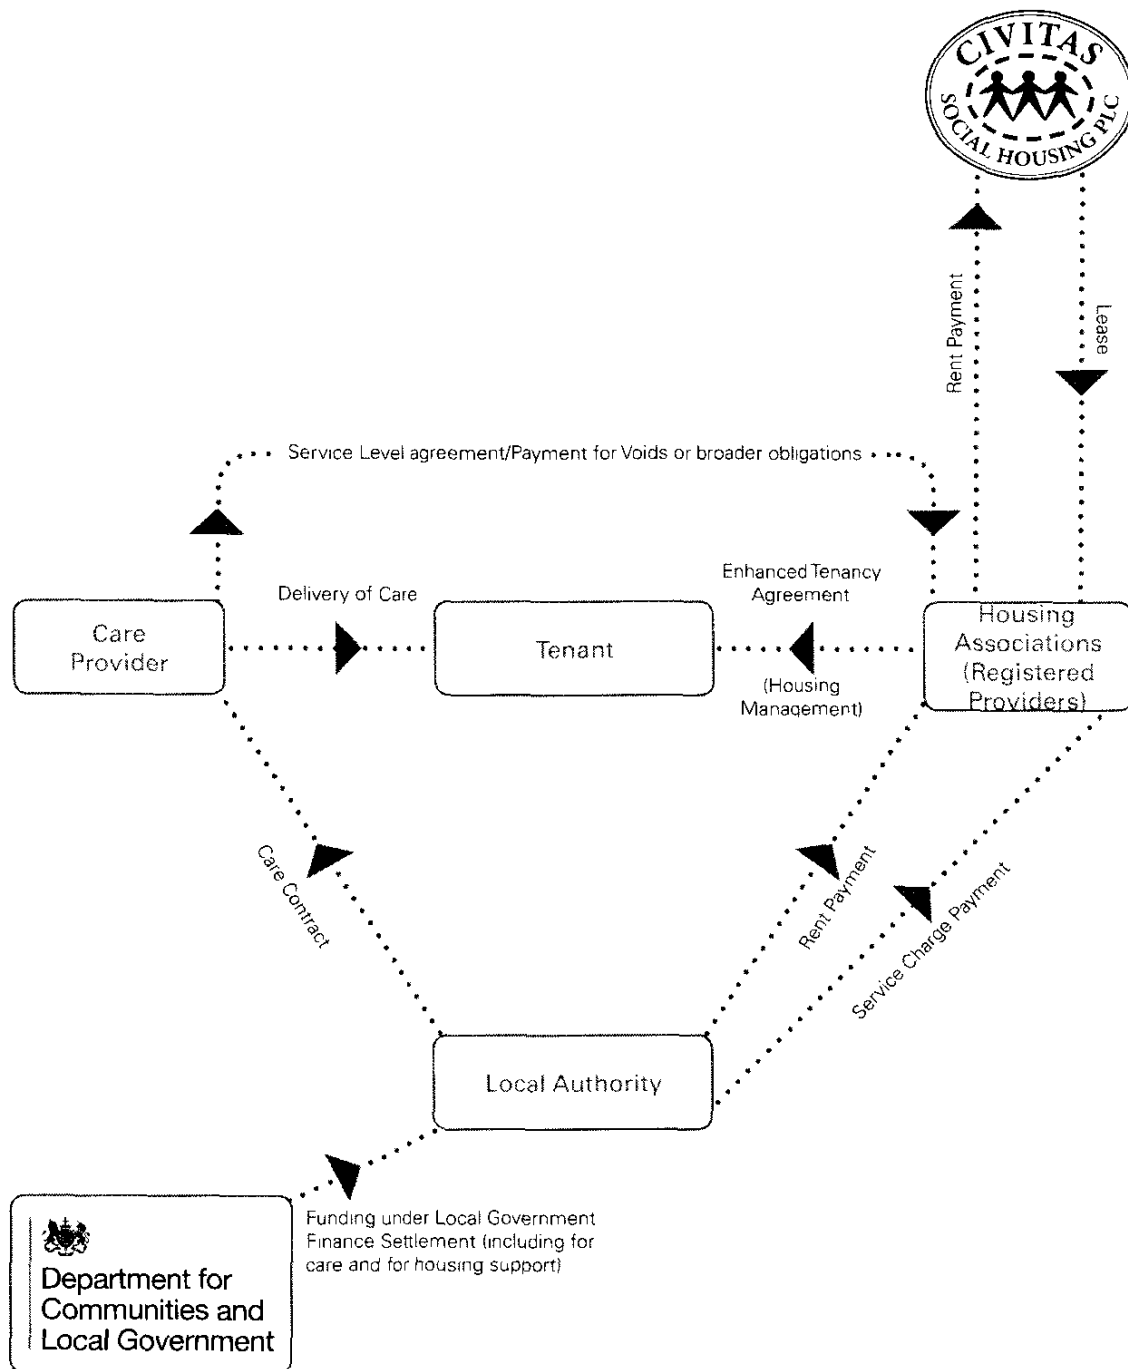 CIVITAS
SOCIAL HOUSING PLC
Rent Payment
Lease
Service Level agreement/Payment for Voids or broader obligations
Delivery of Care
Enhanced Tenancy
Agreement
Care
Provider
Tenant
Housing
Associations
(Registered
Providers)
(Housing
Management)
Care Contract
Rent Payment
Service Charge Payment
Local Authority
Funding under Local Government
Finance Settlement (including for
care and for housing support)
Department for
Communities and
Local Government